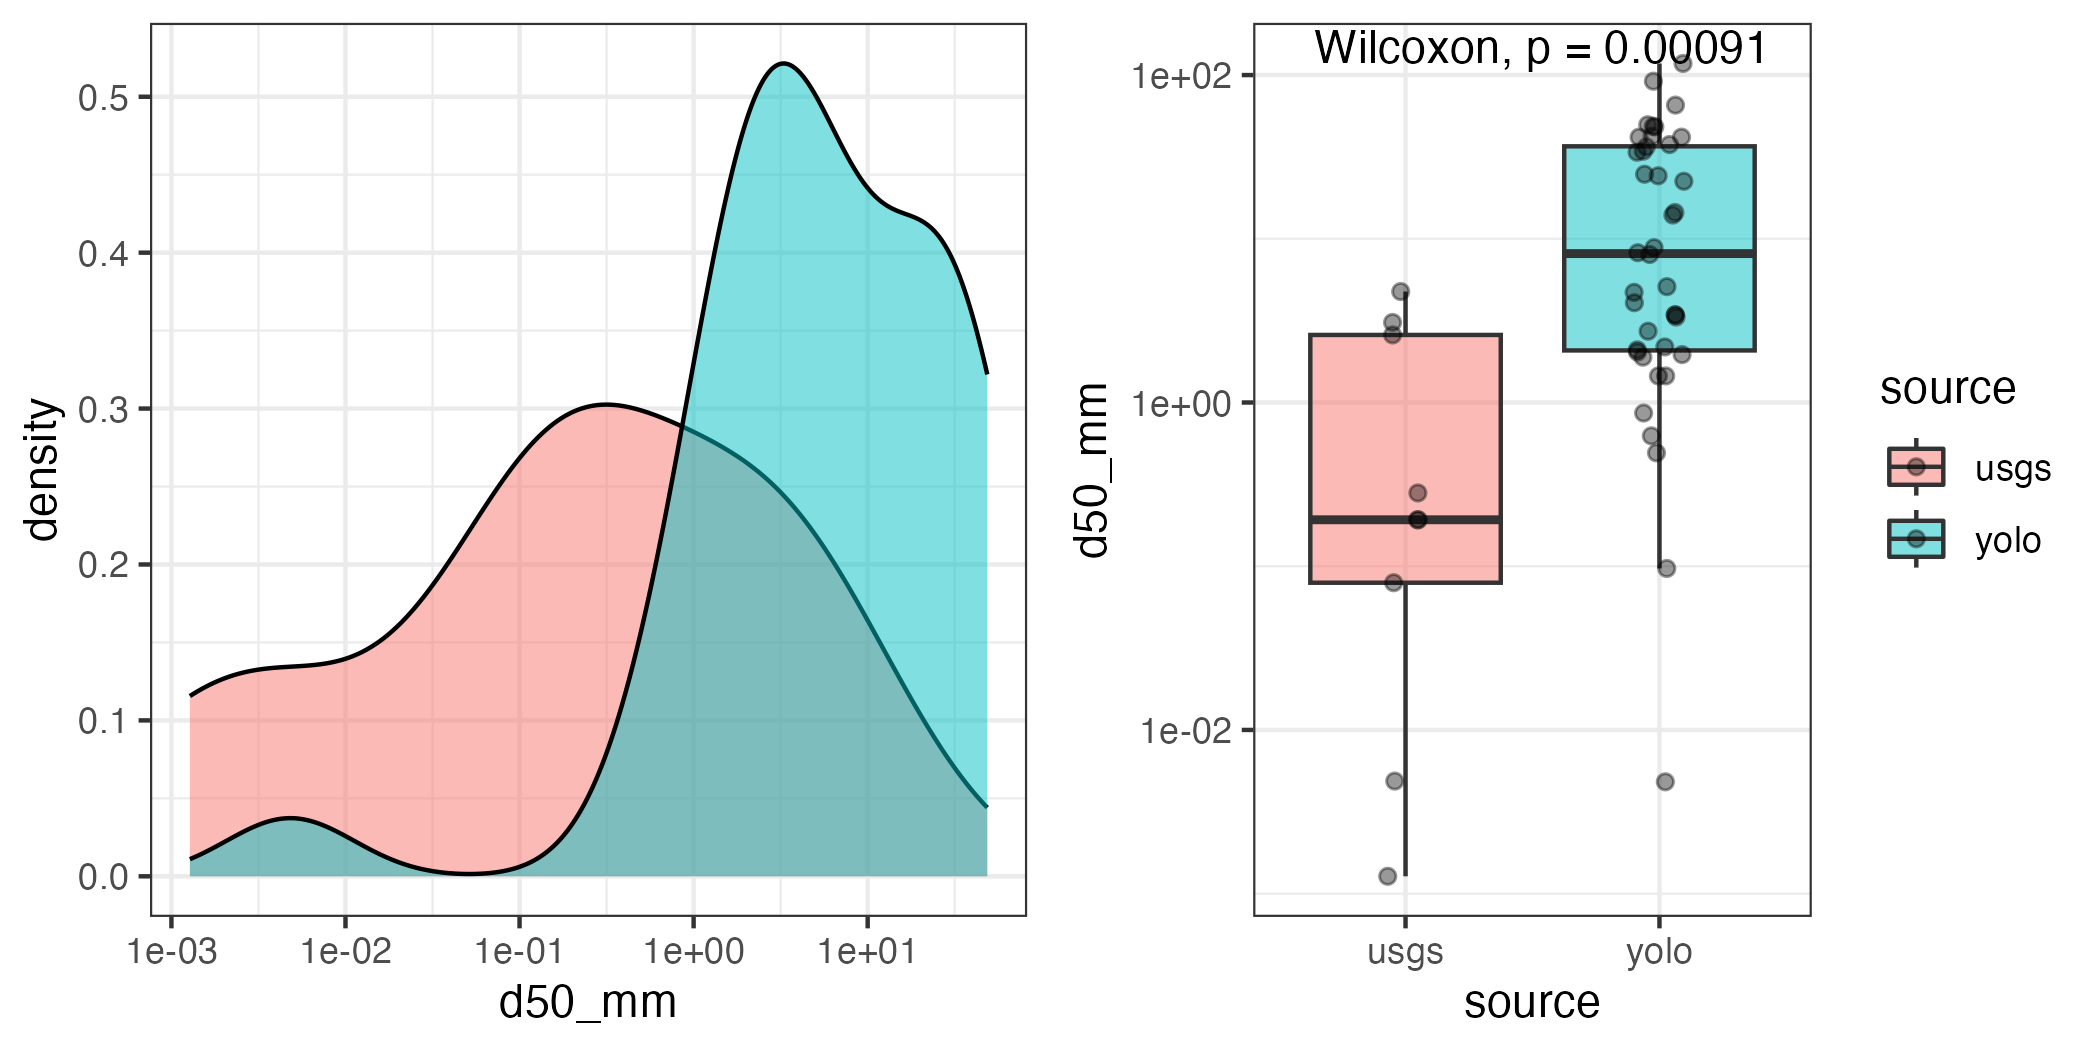 density
0.5
0.4
0.3
0.2
0.1
0.0
1e-03 1e-02 1e-01 1e+00 1e+01
d50_mm
Wilcoxon, p = 0.00091
d50_mm
1e+02
1e+00
1e-02
usgs yolo
source
source
usgs
yolo